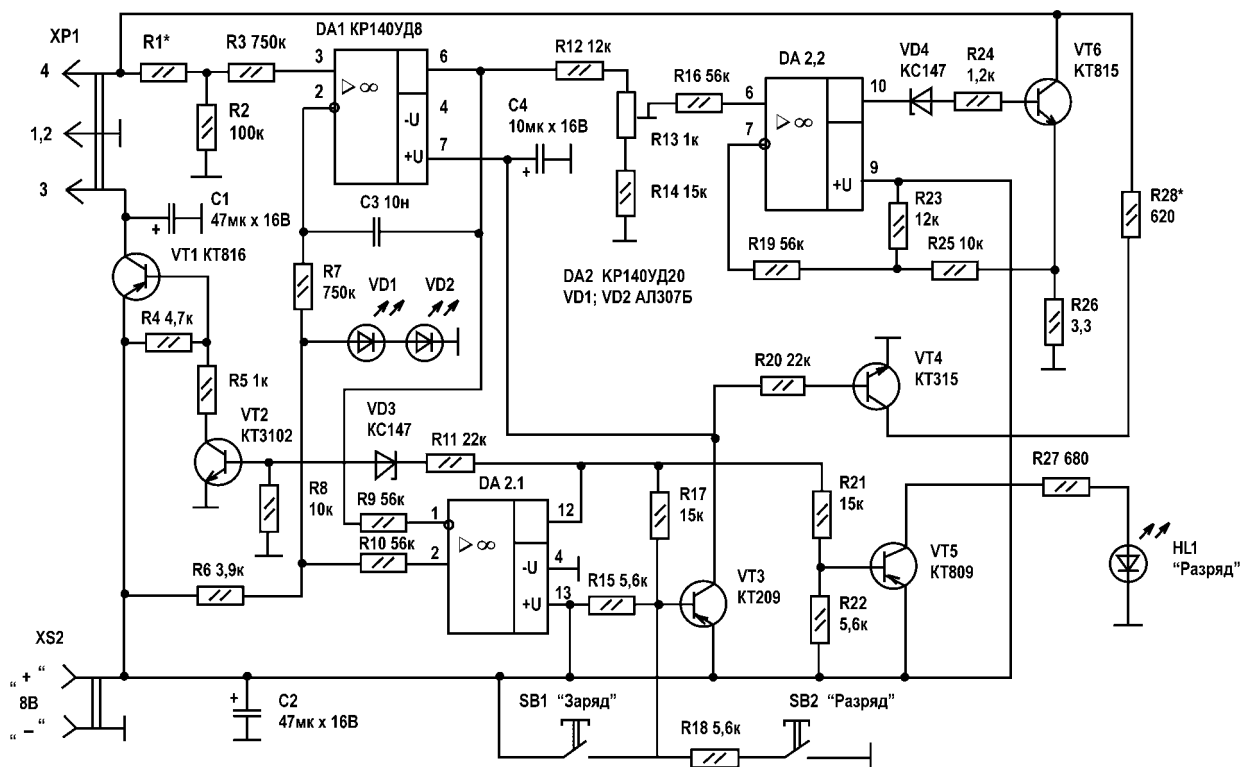 XP1
4
1,2
3
R1*
R2
100к
R3 750к
DA1 КР140УД8
3
2
▷ ∞
6
4
7
-U
+U
C4
10мк x 16В
R12 12к
R13 1к
R14 15к
R16 56к
DA 2,2
6
7
▷ ∞
10
9
+U
VD4
КС147
R24
1,2к
VT6
КТ815
R28*
620
R23
12к
R19 56к
R25 10к
R26
3,3
C1
47мк x 16В
+
VT1 КТ816
C3 10н
R7
750к
VD1
VD2
DA2 КР140УД20
VD1; VD2 АЛ307Б
R4 4,7к
R5 1к
VT2
КТ3102
VD3
КС147
R11 22к
R20 22к
VT4
КТ315
R8
10к
R9 56к
R10 56к
DA 2.1
1
2
▷ ∞
12
4
13
-U
+U
R15 5,6к
R17
15к
VT3
КТ209
R21
15к
R22
5,6к
VT5
КТ809
R27 680
HL1
“Разряд”
R6 3,9к
XS2
„ + “
8В
„ – “
+
C2
47мк x 16В
SB1 “Заряд”
R18 5,6к
SB2 “Разряд”
+